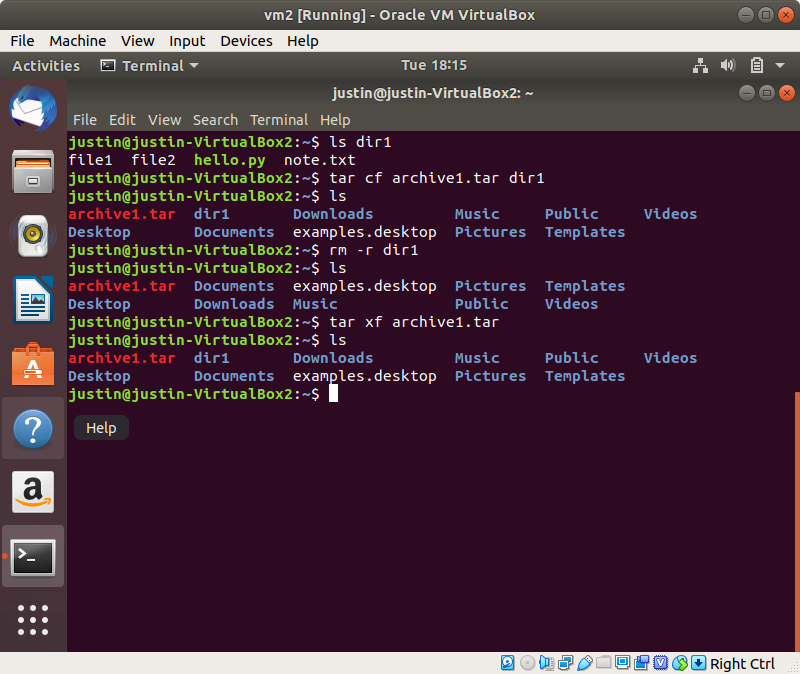 vm2 [Running] - Oracle VM VirtualBox
File Machine View Input Devices Help
Activities Terminal Tue 18:15
justin@justin-VirtualBox2: ~
File Edit View Search Terminal Help
justin@justin-VirtualBox2:~$ ls dir1
file1 file2 hello.py note.txt
justin@justin-VirtualBox2:~$ tar cf archive1.tar dir1
justin@justin-VirtualBox2:~$ ls
archive1.tar dir1 Downloads Music Public Videos
Desktop Documents examples.desktop Pictures Templates
justin@justin-VirtualBox2:~$ rm -r dir1
justin@justin-VirtualBox2:~$ ls
archive1.tar Documents examples.desktop Pictures Templates
Desktop Downloads Music Public Videos
justin@justin-VirtualBox2:~$ tar xf archive1.tar
justin@justin-VirtualBox2:~$ ls
archive1.tar dir1 Downloads Music Public Videos
Desktop Documents examples.desktop Pictures Templates
justin@justin-VirtualBox2:~$
Help
Right Ctrl